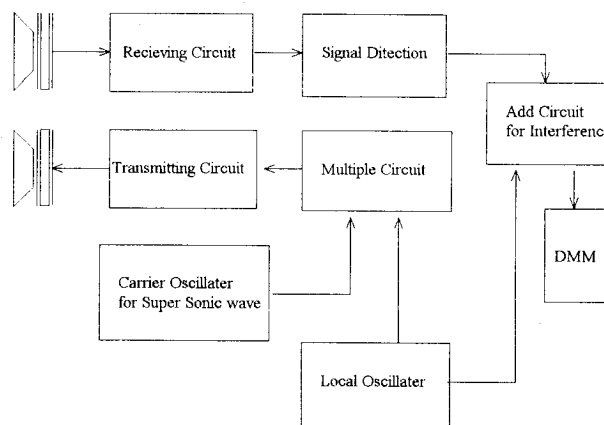 Recieving Circuit
Signal Ditection
Add Circuit
for Interferenc
Transmitting Circuit
Multiple Circuit
DMM
Carrier Oscillater
for Super Sonic wave
Local Oscillater